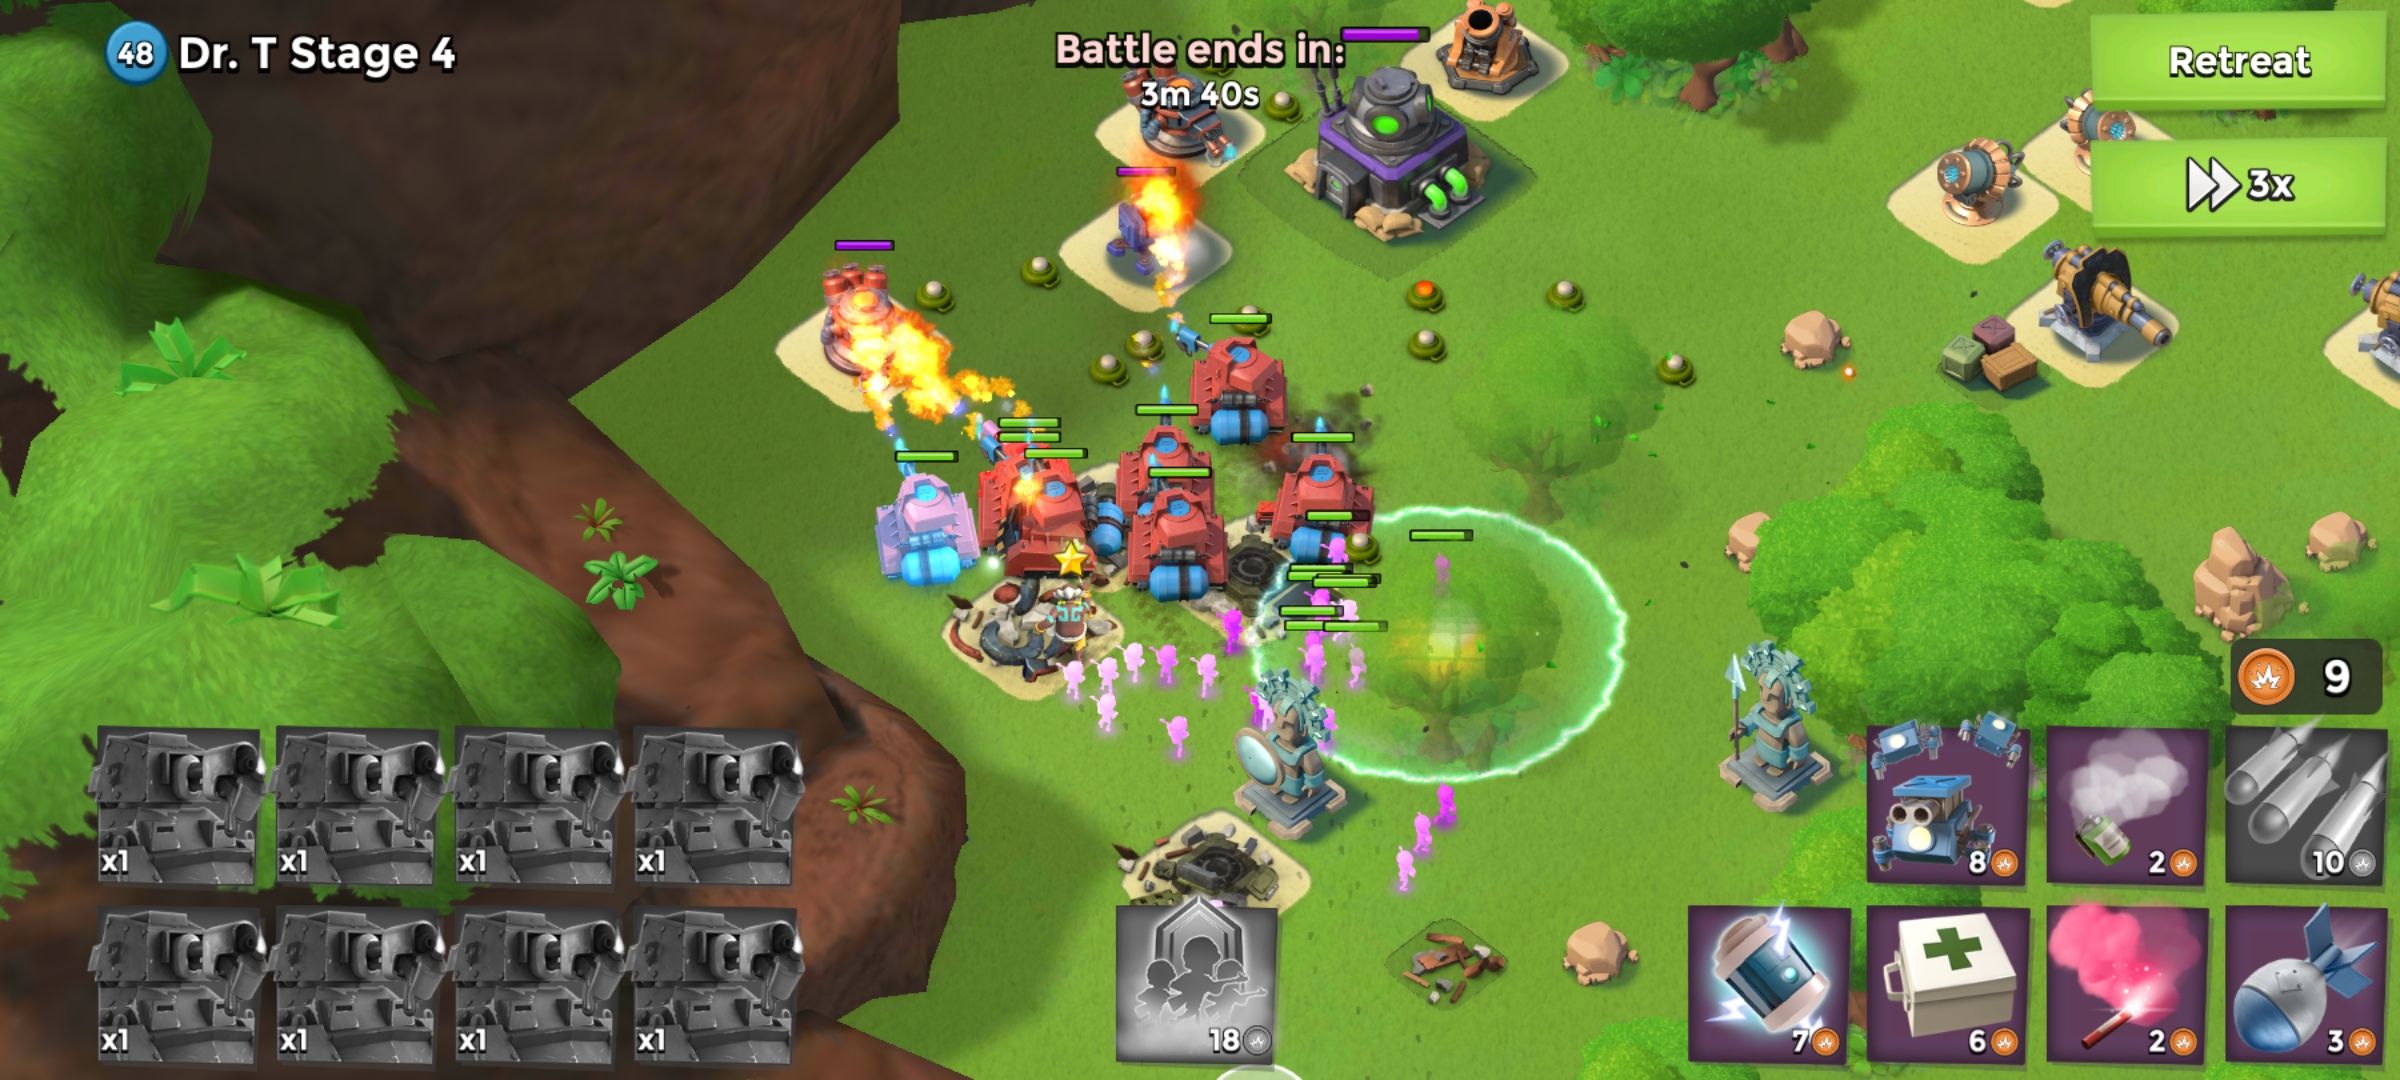 48 Dr. T Stage 4
Battle ends in:
3m 40s
Retreat
3x
9
x1 x1 x1 x1
8 2 10
x1 x1 x1 x1
18
7 6 2 3